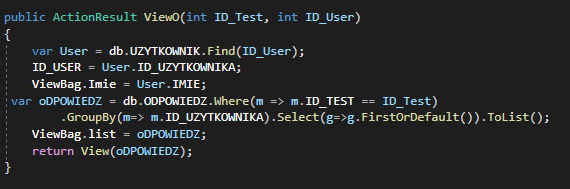 public ActionResult ViewO(int ID_Test, int ID_User)
{
var User = db.UZYTKOWNIK.Find(ID_User);
ID_USER = User.ID_UZYTKOWNIKA;
ViewBag.Imie = User.IMIE;
var oDPOWIEDZ = db.ODPOWIEDZ.Where(m => m.ID_TEST == ID_Test)
.GroupBy(m=> m.ID_UZYTKOWNIKA).Select(g=>g.FirstOrDefault()).ToList();
ViewBag.list = oDPOWIEDZ;
return View(oDPOWIEDZ);
}